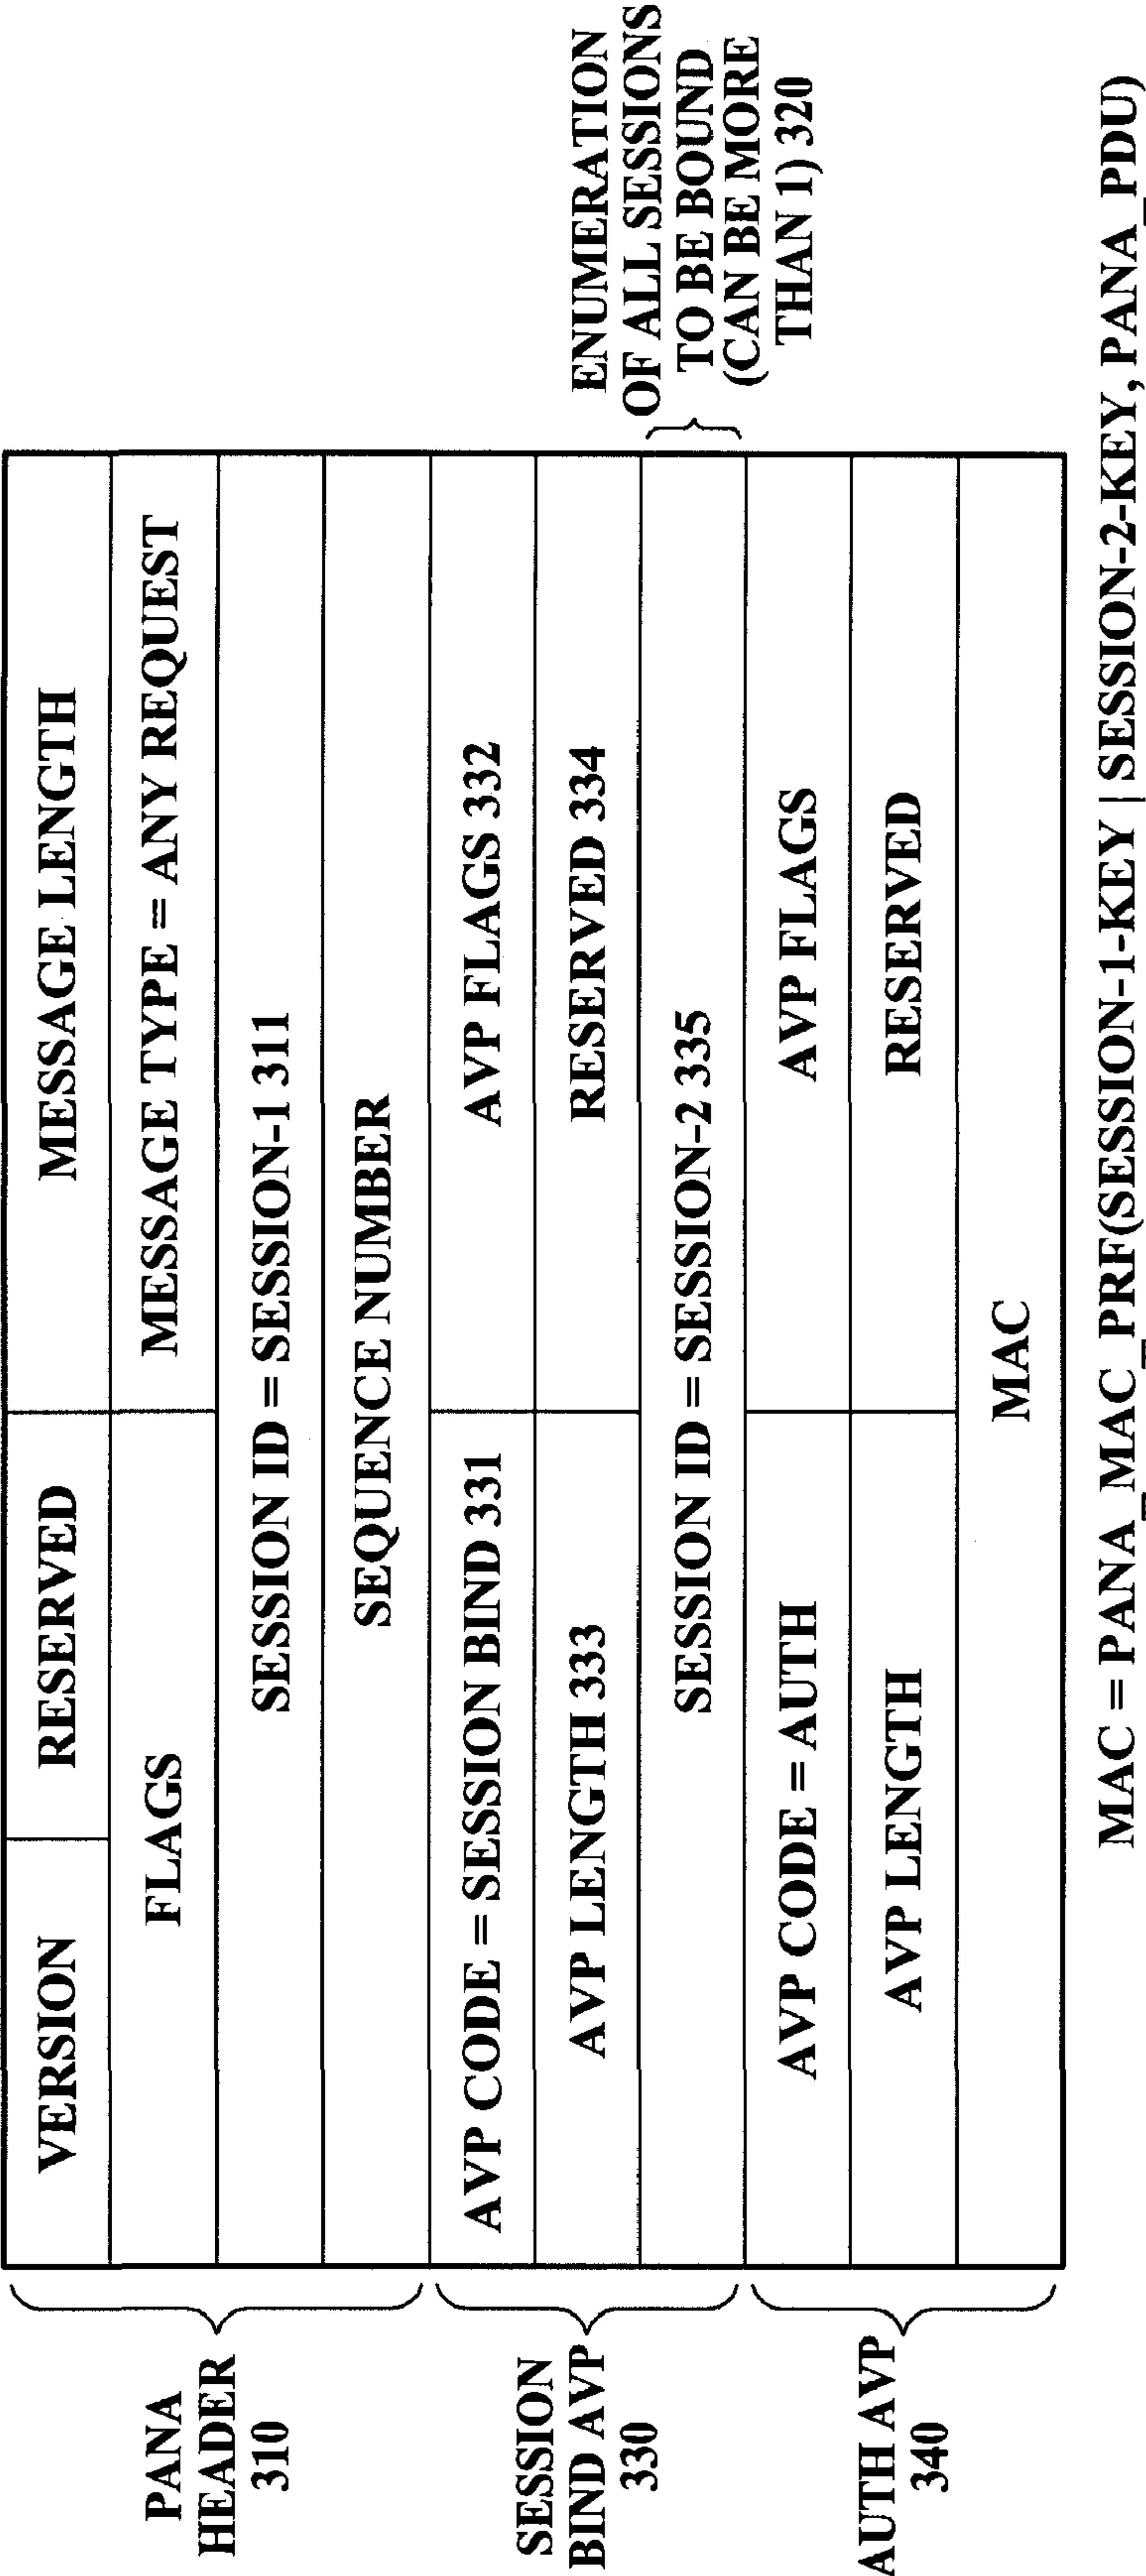 PANA
HEADER
310
VERSION
RESERVED
MESSAGE LENGTH
FLAGS
MESSAGE TYPE = ANY REQUEST
SESSION ID = SESSION-1 311
SEQUENCE NUMBER
SESSION
BIND AVP
330
AVP CODE = SESSION BIND 331
AVP FLAGS 332
AVP LENGTH 333
RESERVED 334
SESSION ID = SESSION-2 335
ENUMERATION
OF ALL SESSIONS
TO BE BOUND
(CAN BE MORE
THAN 1) 320
AUTH AVP
340
AVP CODE = AUTH
AVP FLAGS
AVP LENGTH
RESERVED
MAC
MAC = PANA_MAC_PRF(SESSION-1-KEY | SESSION-2-KEY, PANA_PDU)